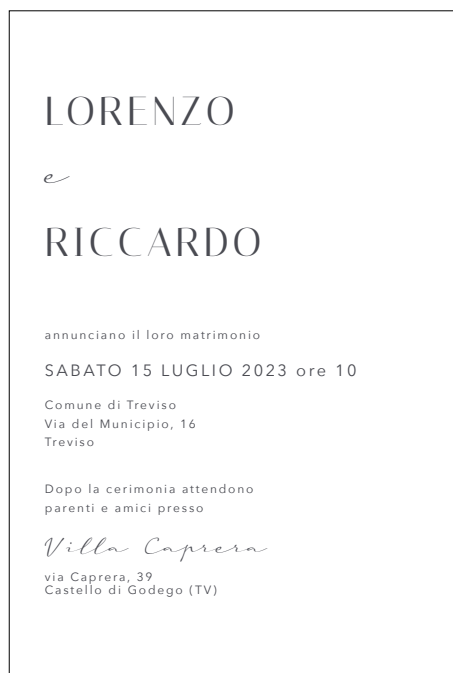 LORENZO
e
RICCARDO
annunciano il loro matrimonio
SABATO 15 LUGLIO 2023 ore 10
Comune di Treviso
Via del Municipio, 16
Treviso
Dopo la cerimonia attendono
parenti e amici presso
Villa Caprera
via Caprera, 39
Castello di Godego (TV)